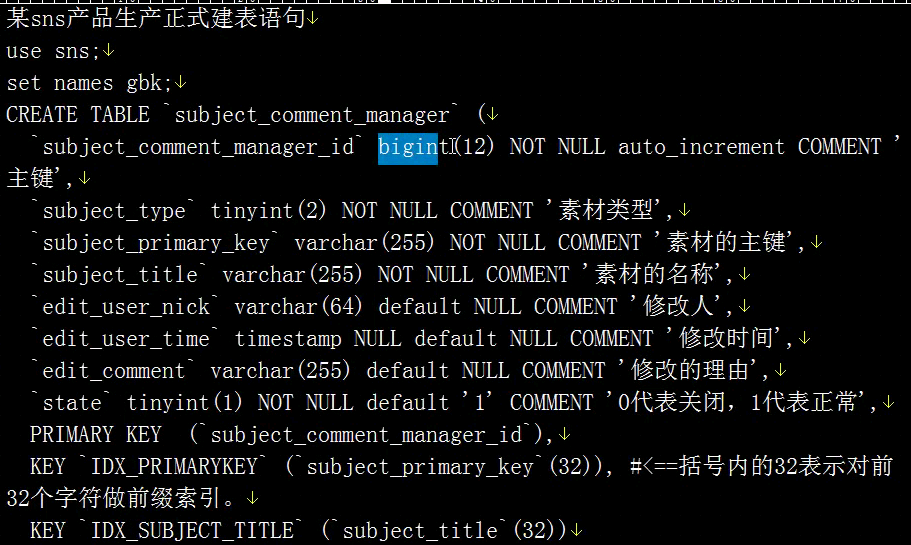 某sns产品生产正式建表语句↓
use sns;↓
set names gbk;↓
CREATE TABLE `subject_comment_manager` (↓
  `subject_comment_manager_id` bigint(12) NOT NULL auto_increment COMMENT '
主键',↓
  `subject_type` tinyint(2) NOT NULL COMMENT '素材类型',↓
  `subject_primary_key` varchar(255) NOT NULL COMMENT '素材的主键',↓
  `subject_title` varchar(255) NOT NULL COMMENT '素材的名称',↓
  `edit_user_nick` varchar(64) default NULL COMMENT '修改人',↓
  `edit_user_time` timestamp NULL default NULL COMMENT '修改时间',↓
  `edit_comment` varchar(255) default NULL COMMENT '修改的理由',↓
  `state` tinyint(1) NOT NULL default '1' COMMENT '0代表关闭，1代表正常',↓
  PRIMARY KEY  (`subject_comment_manager_id`),↓
  KEY `IDX_PRIMARYKEY` (`subject_primary_key`(32)), #<==括号内的32表示对前
32个字符做前缀索引。↓
  KEY `IDX_SUBJECT_TITLE` (`subject_title`(32))↓